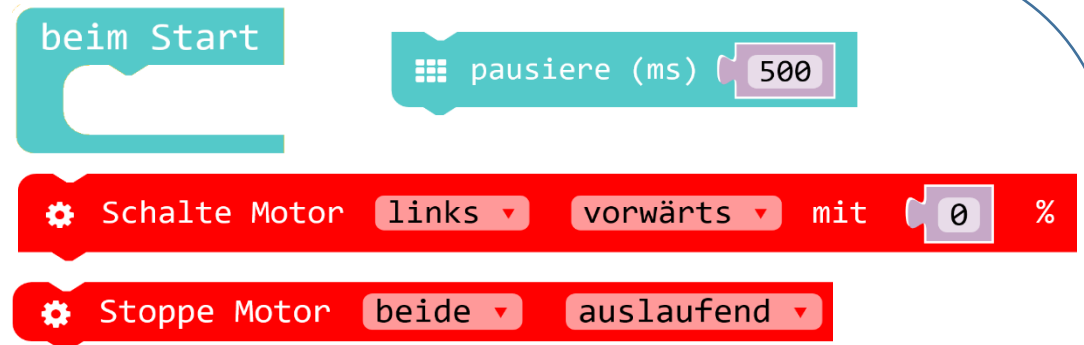 beim Start
pausiere (ms) 500
Schalte Motor links vorwärts mit 0 %
Stoppe Motor beide auslaufend